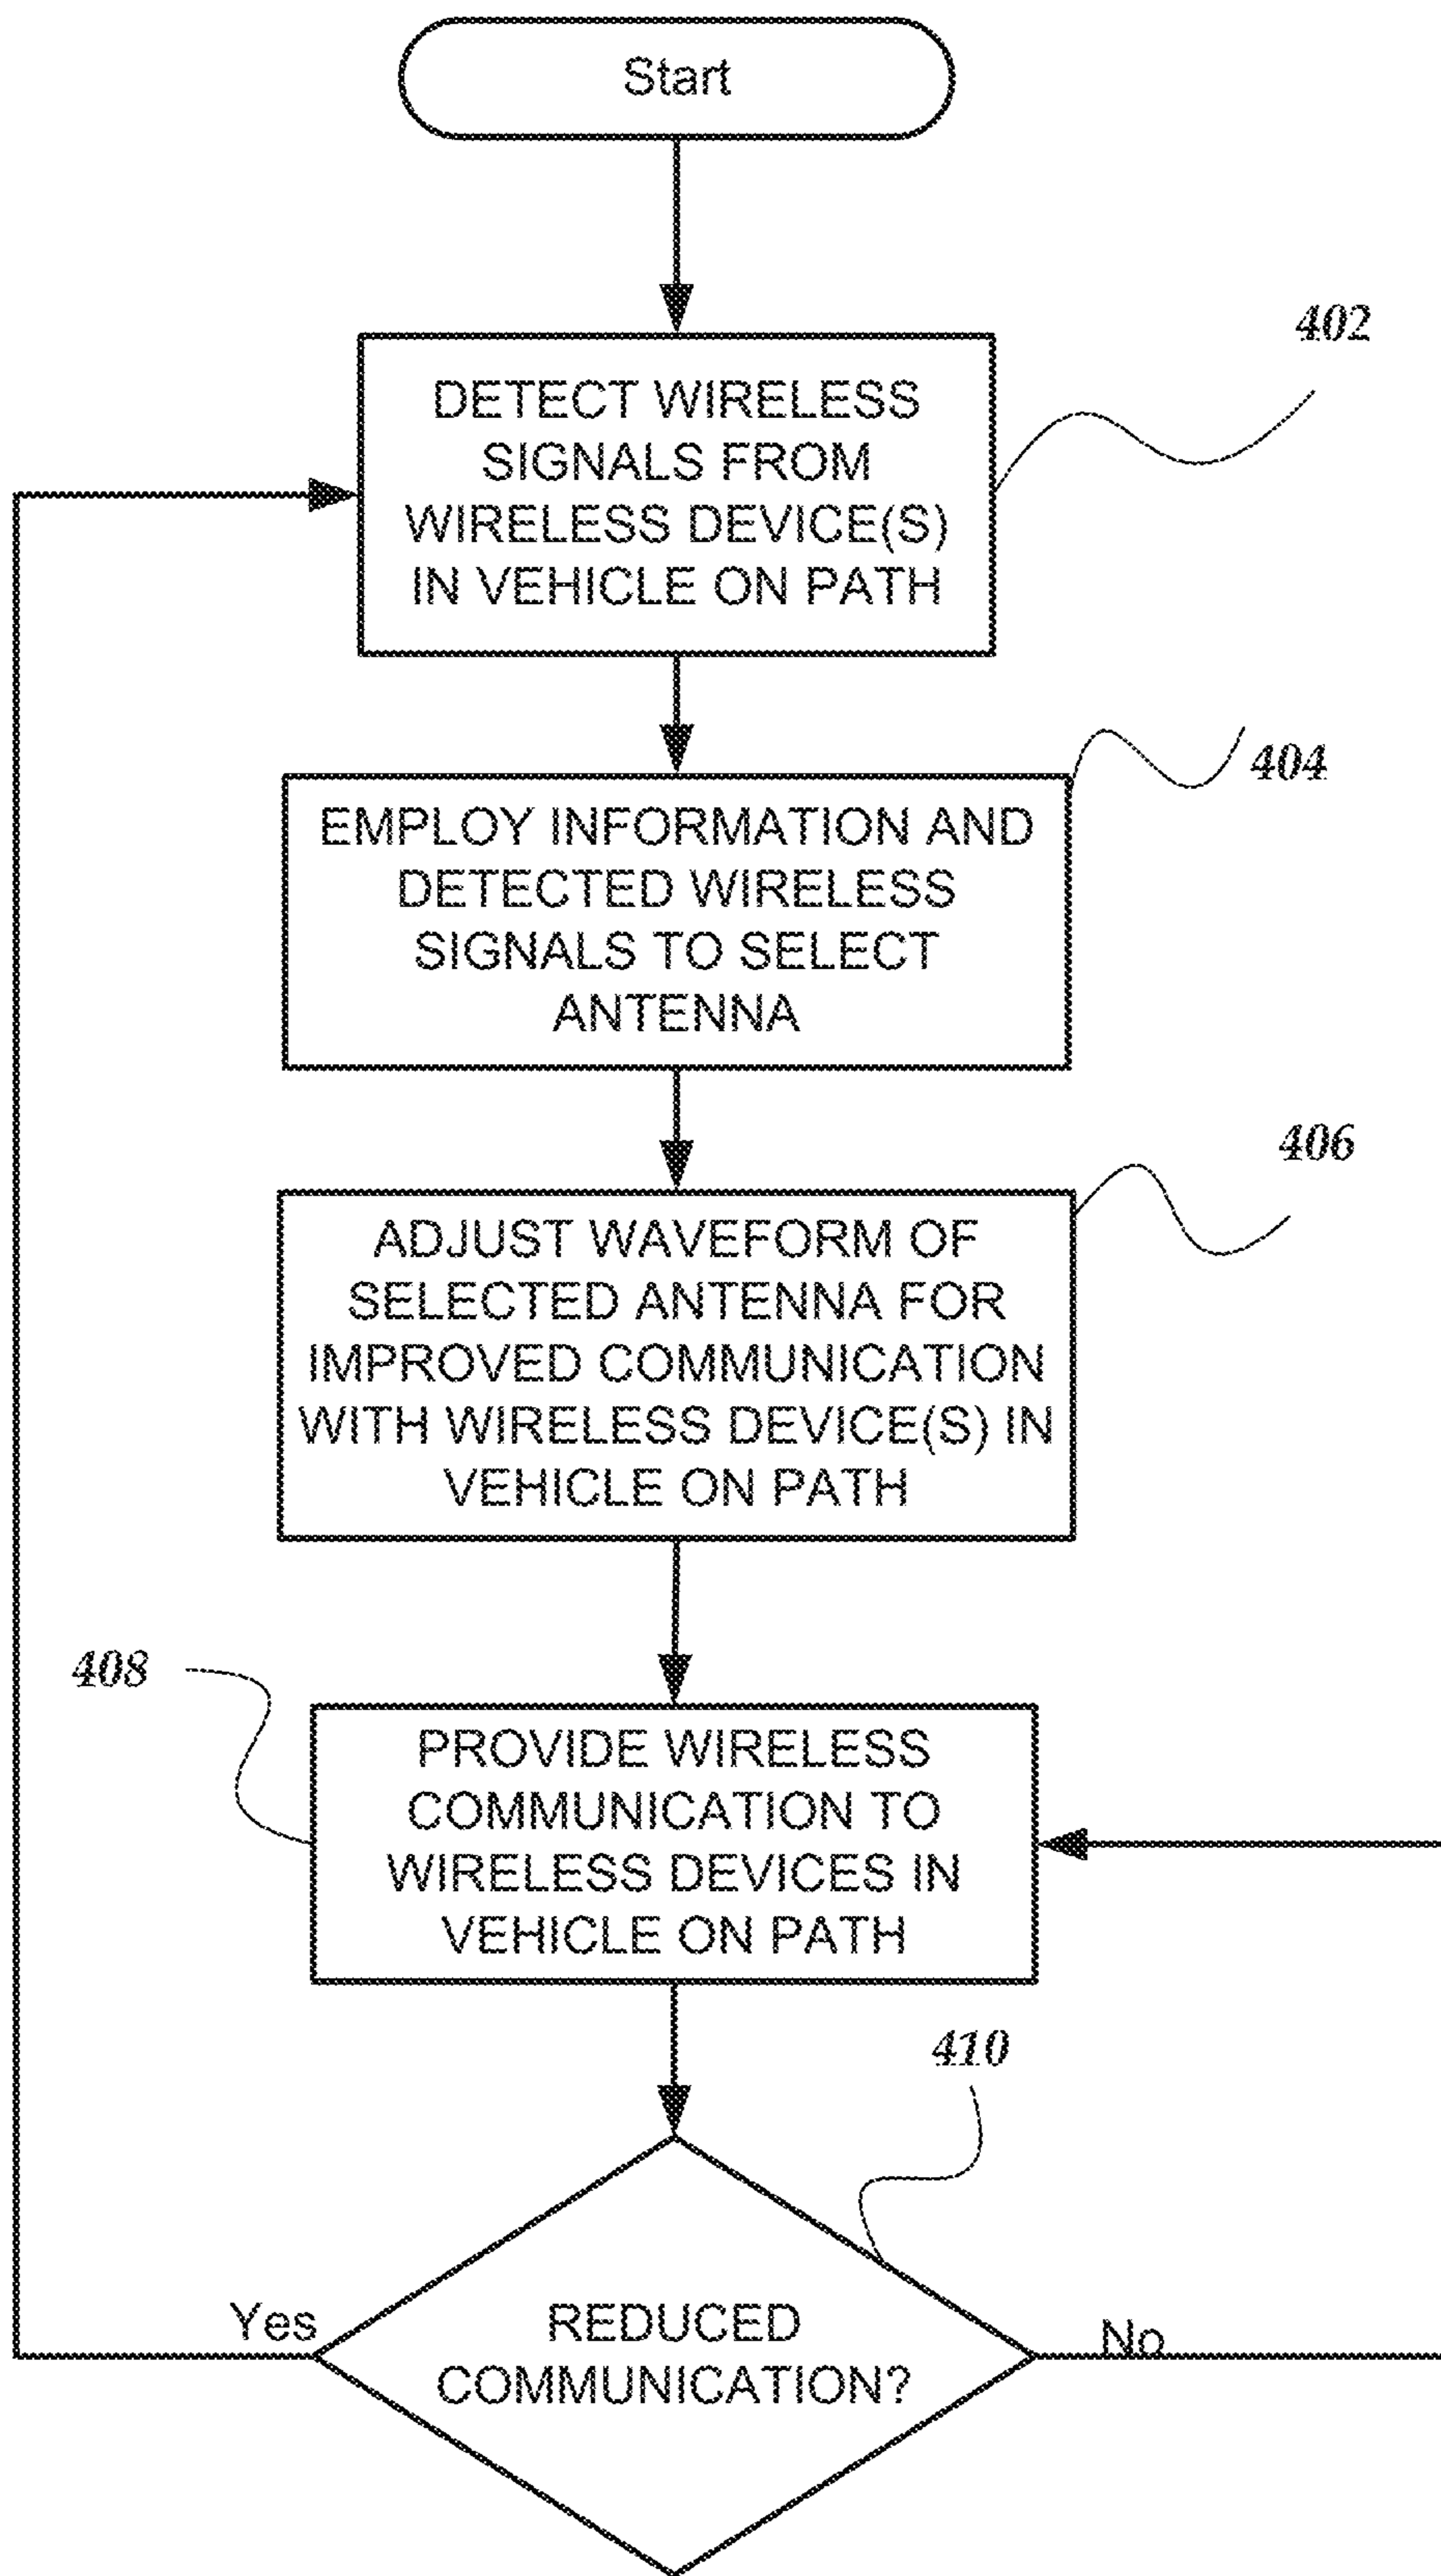 Start
402
DETECT WIRELESS
SIGNALS FROM
WIRELESS DEVICE(S)
IN VEHICLE ON PATH
404
EMPLOY INFORMATION AND
DETECTED WIRELESS
SIGNALS TO SELECT
ANTENNA
406
ADJUST WAVEFORM OF
SELECTED ANTENNA FOR
IMPROVED COMMUNICATION
WITH WIRELESS DEVICE(S) IN
VEHICLE ON PATH
408
PROVIDE WIRELESS
COMMUNICATION TO
WIRELESS DEVICES IN
VEHICLE ON PATH
410
REDUCED
COMMUNICATION?
Yes
No